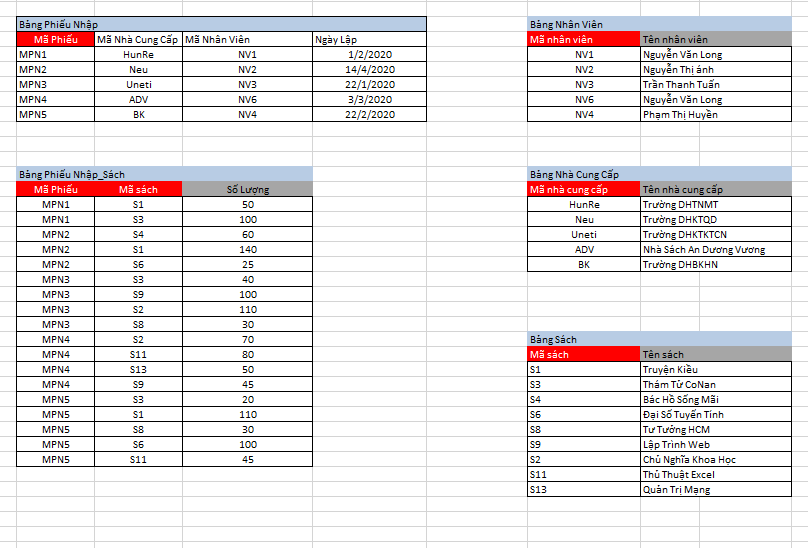 Bảng Phiếu Nhập
Mã Phiếu Mã Nhà Cung Cấp Mã Nhân Viên Ngày Lập
MPN1 HunRe NV1 1/2/2020
MPN2 Neu NV2 14/4/2020
MPN3 Uneti NV3 22/1/2020
MPN4 ADV NV6 3/3/2020
MPN5 BK NV4 22/2/2020
Bảng Nhân Viên
Mã nhân viên Tên nhân viên
NV1 Nguyễn Văn Long
NV2 Nguyễn Thị ánh
NV3 Trần Thanh Tuấn
NV6 Nguyễn Văn Long
NV4 Phạm Thị Huyền
Bảng Phiếu Nhập_Sách
Mã Phiếu Mã sách Số Lượng
MPN1 S1 50
MPN1 S3 100
MPN2 S4 60
MPN2 S1 140
MPN2 S6 25
MPN3 S3 40
MPN3 S9 100
MPN3 S2 110
MPN3 S8 30
MPN4 S2 70
MPN4 S11 80
MPN4 S13 50
MPN4 S9 45
MPN5 S3 20
MPN5 S1 110
MPN5 S8 30
MPN5 S6 100
MPN5 S11 45
Bảng Nhà Cung Cấp
Mã nhà cung cấp Tên nhà cung cấp
HunRe Trường DHTNMT
Neu Trường DHKTQD
Uneti Trường DHKTKTCN
ADV Nhà Sách An Dương Vương
BK Trường DHBKHN
Bảng Sách
Mã sách Tên sách
S1 Truyện Kiều
S3 Thám Tử CoNan
S4 Bác Hồ Sống Mãi
S6 Đại Số Tuyến Tính
S8 Tư Tưởng HCM
S9 Lập Trình Web
S2 Chủ Nghĩa Khoa Học
S11 Thủ Thuật Excel
S13 Quản Trị Mạng